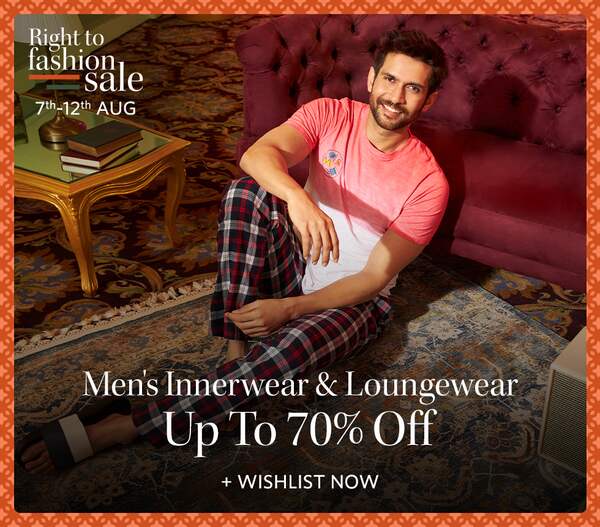 Right to
fashion
sale
7th-12th AUG
Men's Innerwear & Loungewear
Up To 70% Off
+ WISHLIST NOW